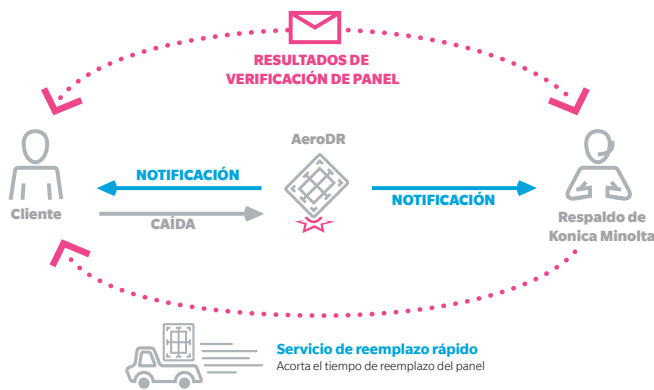 RESULTADOS DE
VERIFICACIÓN DE PANEL
AeroDR
NOTIFICACIÓN
NOTIFICACIÓN
Cliente
CAÍDA
Respaldo de
Konica Minolta
Servicio de reemplazo rápido
Acorta el tiempo de reemplazo del panel